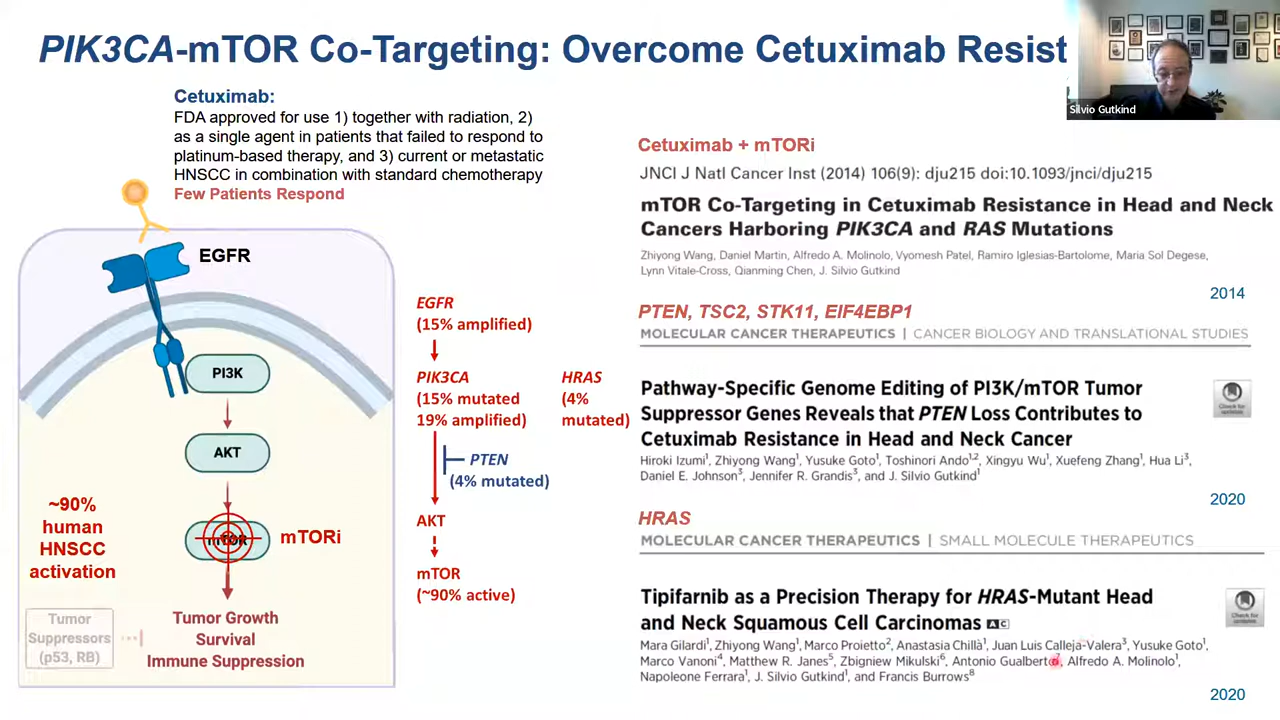 PIK3CA-mTOR Co-Targeting: Overcome Cetuximab Resist
Silvio Gutkind
Cetuximab:
FDA approved for use 1) together with radiation, 2)
as a single agent in patients that failed to respond to
platinum-based therapy, and 3) current or metastatic
HNSCC in combination with standard chemotherapy
Few Patients Respond
EGFR
PI3K
AKT
mTOR
mTORi
~90%
human
HNSCC
activation
Tumor
Suppressors
(p53, RB)
Tumor Growth
Survival
Immune Suppression
EGFR
(15% amplified)
PIK3CA
(15% mutated
19% amplified)
HRAS
(4%
mutated)
PTEN
(4% mutated)
AKT
mTOR
(~90% active)
Cetuximab + mTORi
JNCI J Natl Cancer Inst (2014) 106(9): dju215 doi:10.1093/jnci/dju215
mTOR Co-Targeting in Cetuximab Resistance in Head and Neck
Cancers Harboring PIK3CA and RAS Mutations
Zhiyong Wang, Daniel Martin, Alfredo A. Molinolo, Vyomesh Patel, Ramiro Iglesias-Bartolome, Maria Sol Degese,
Lynn Vitale-Cross, Qianming Chen, J. Silvio Gutkind
2014
PTEN, TSC2, STK11, EIF4EBP1
MOLECULAR CANCER THERAPEUTICS | CANCER BIOLOGY AND TRANSLATIONAL STUDIES
Pathway-Specific Genome Editing of PI3K/mTOR Tumor
Suppressor Genes Reveals that PTEN Loss Contributes to
Cetuximab Resistance in Head and Neck Cancer
Check for
updates
Hiroki Izumi¹, Zhiyong Wang¹, Yusuke Goto¹, Toshinori Ando¹,², Xingyu Wu¹, Xuefeng Zhang¹, Hua Li³,
Daniel E. Johnson³, Jennifer R. Grandis³, and J. Silvio Gutkind¹
2020
HRAS
MOLECULAR CANCER THERAPEUTICS | SMALL MOLECULE THERAPEUTICS
Tipifarnib as a Precision Therapy for HRAS-Mutant Head
and Neck Squamous Cell Carcinomas AC
Check for
updates
Mara Gilardi¹, Zhiyong Wang¹, Marco Proietto², Anastasia Chillà¹, Juan Luis Calleja-Valera³, Yusuke Goto¹,
Marco Vanoni⁴, Matthew R. Janes⁵, Zbigniew Mikulski⁶, Antonio Gualberto⁷, Alfredo A. Molinolo¹,
Napoleone Ferrara¹, J. Silvio Gutkind¹, and Francis Burrows⁸
2020